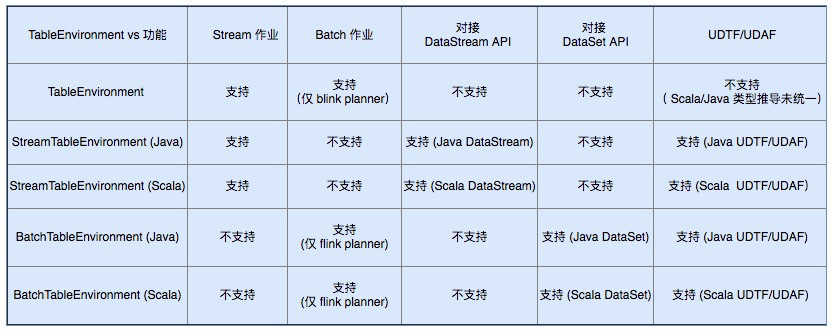 TableEnvironment vs 功能
Stream 作业
Batch 作业
对接
DataStream API
对接
DataSet API
UDTF/UDAF
TableEnvironment
支持
支持
(仅 blink planner)
不支持
不支持
不支持
( Scala/Java 类型推导未统一)
StreamTableEnvironment (Java)
支持
不支持
支持 (Java DataStream)
不支持
支持 (Java UDTF/UDAF)
StreamTableEnvironment (Scala)
支持
不支持
支持 (Scala DataStream)
不支持
支持 (Scala  UDTF/UDAF)
BatchTableEnvironment (Java)
不支持
支持
(仅 flink planner)
不支持
支持 (Java DataSet)
支持 (Java UDTF/UDAF)
BatchTableEnvironment (Scala)
不支持
支持
(仅 flink planner)
不支持
支持 (Scala DataSet)
支持 (Scala UDTF/UDAF)